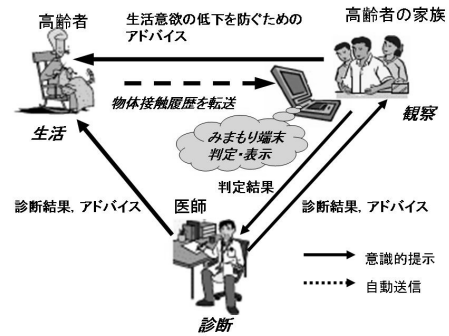 高齢者
生活意欲の低下を防ぐための
アドバイス
高齢者の家族
物体接触履歴を転送
生活
観察
みまもり端末
判定・表示
判定結果
診断結果, アドバイス
医師
診断結果, アドバイス
意識的提示
自動送信
診断